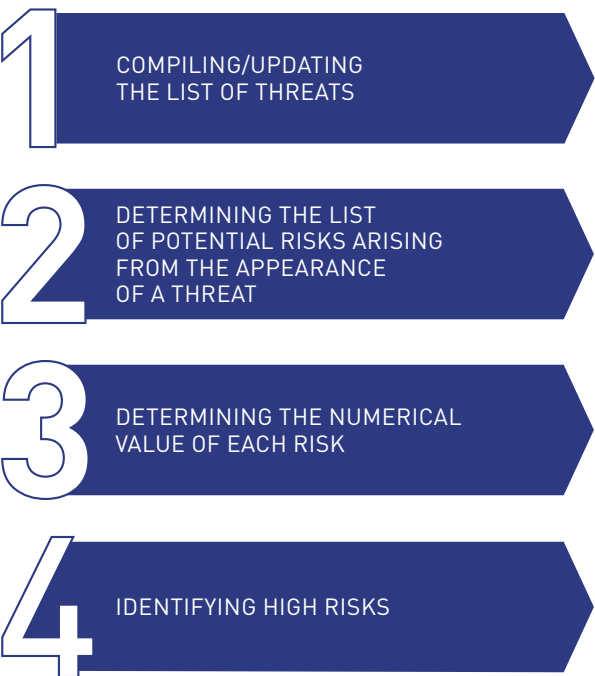 1
COMPILING/UPDATING
THE LIST OF THREATS
2
DETERMINING THE LIST
OF POTENTIAL RISKS ARISING
FROM THE APPEARANCE
OF A THREAT
3
DETERMINING THE NUMERICAL
VALUE OF EACH RISK
4
IDENTIFYING HIGH RISKS